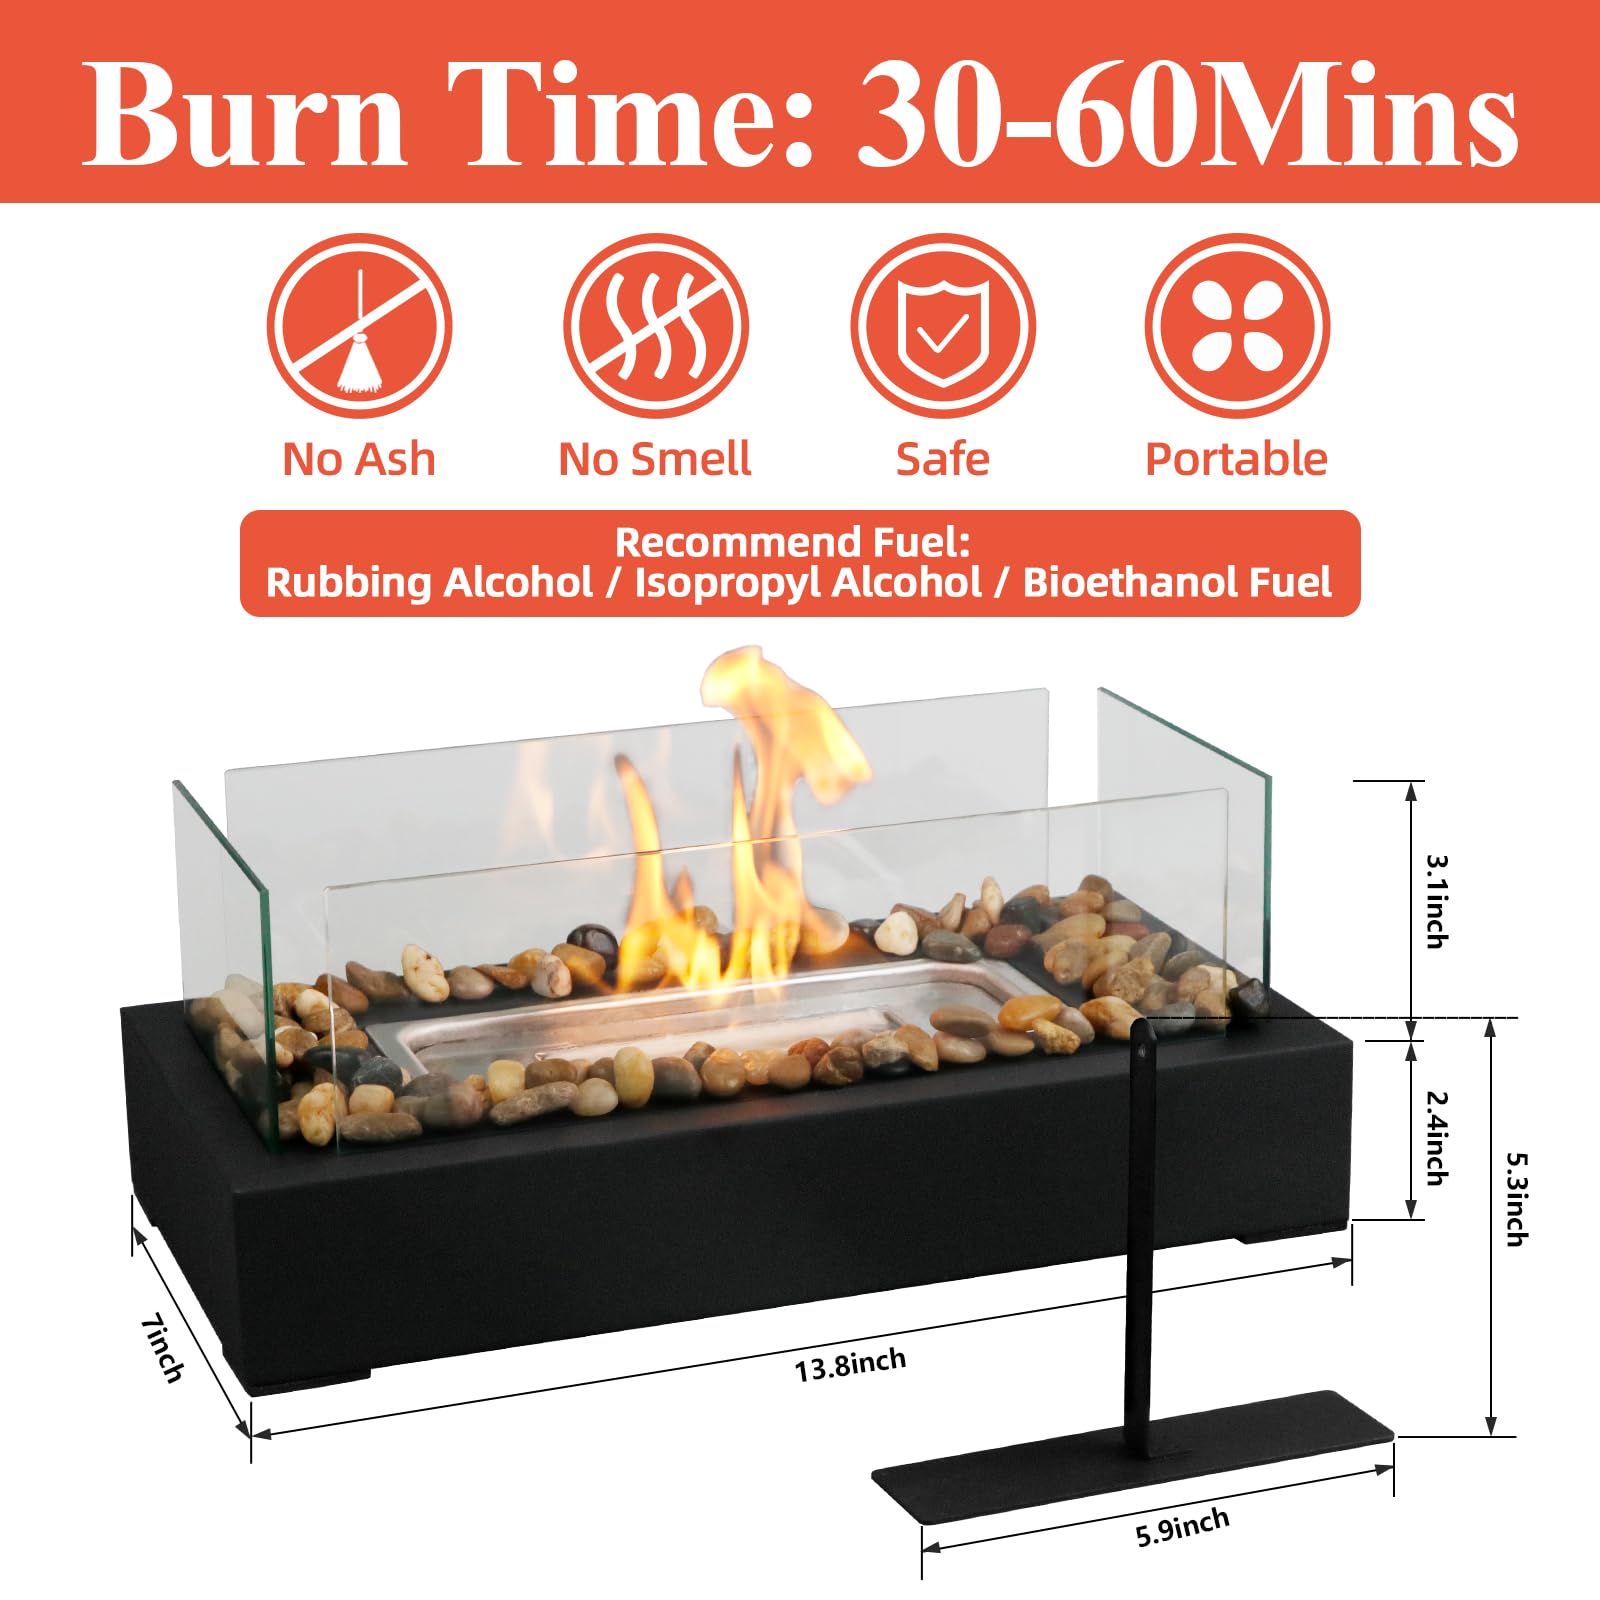 Burn Time: 30-60Mins
No Ash
No Smell
Safe
Portable
Recommend Fuel:
Rubbing Alcohol / Isopropyl Alcohol / Bioethanol Fuel
3.1inch
2.4inch
5.3inch
7inch
13.8inch
5.9inch